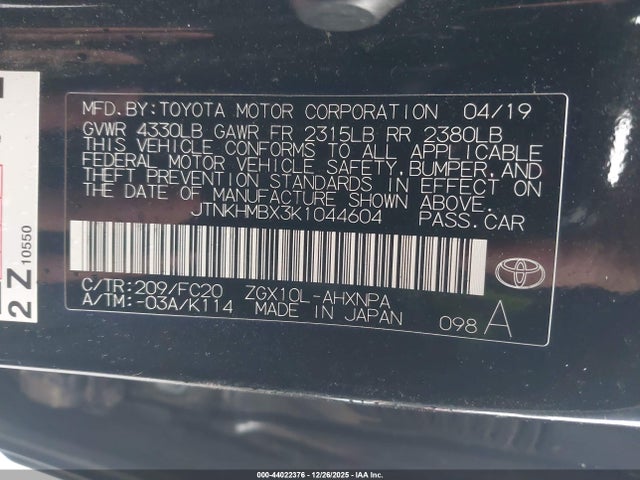 MFD.BY:TOYOTA MOTOR CORPORATION 04/19
GVWR 4330LB GAWR FR 2315LB RR 2380LB
THIS VEHICLE CONFORMS TO ALL APPLICABLE
FEDERAL MOTOR VEHICLE SAFETY, BUMPER, AND
THEFT PREVENTION STANDARDS IN EFFECT ON
THE DATE OF MANUFACTURE SHOWN ABOVE.
JTNKHMBX3K1044604 PASS.CAR
C/TR:209/FC20 ZGX10L-AHXNPA
A/TM:-03A/K114 MADE IN JAPAN 098 A
2Z 10550
000-44022376 • 12/26/2025 • IAA, Inc.